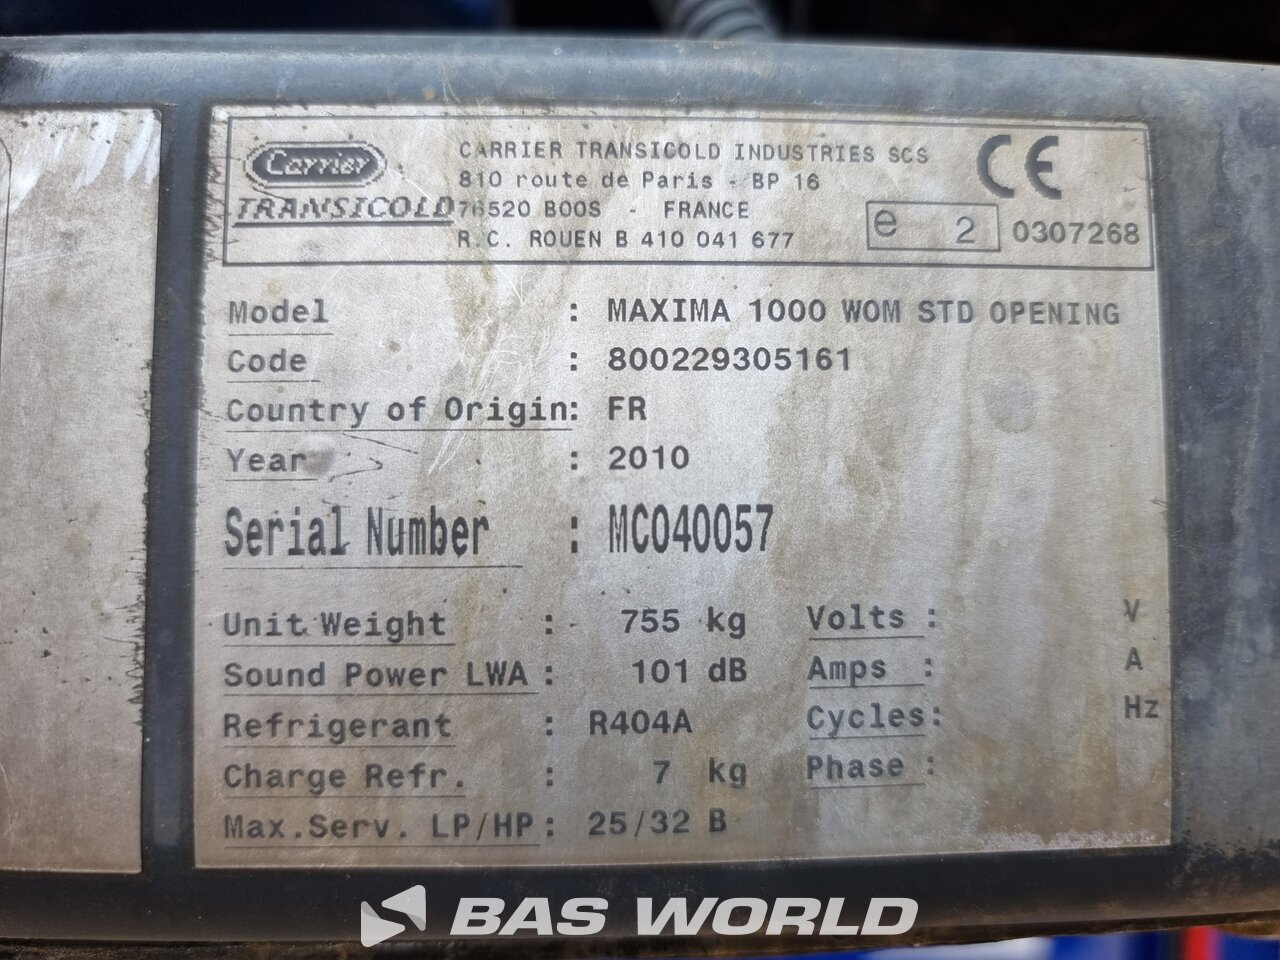 Carrier
TRANSICOLD
CARRIER TRANSICOLD INDUSTRIES SCS
810 route de Paris - BP 16
76520 BOOS - FRANCE
R.C. ROUEN B 410 041 677
CE
e 2 0307268
Model : MAXIMA 1000 WOM STD OPENING
Code : 800229305161
Country of Origin: FR
Year : 2010
Serial Number : MC040057
Unit Weight : 755 kg Volts : V
Sound Power LWA : 101 dB Amps : A
Refrigerant : R404A Cycles: Hz
Charge Refr. : 7 kg Phase :
Max.Serv. LP/HP: 25/32 B
BAS WORLD